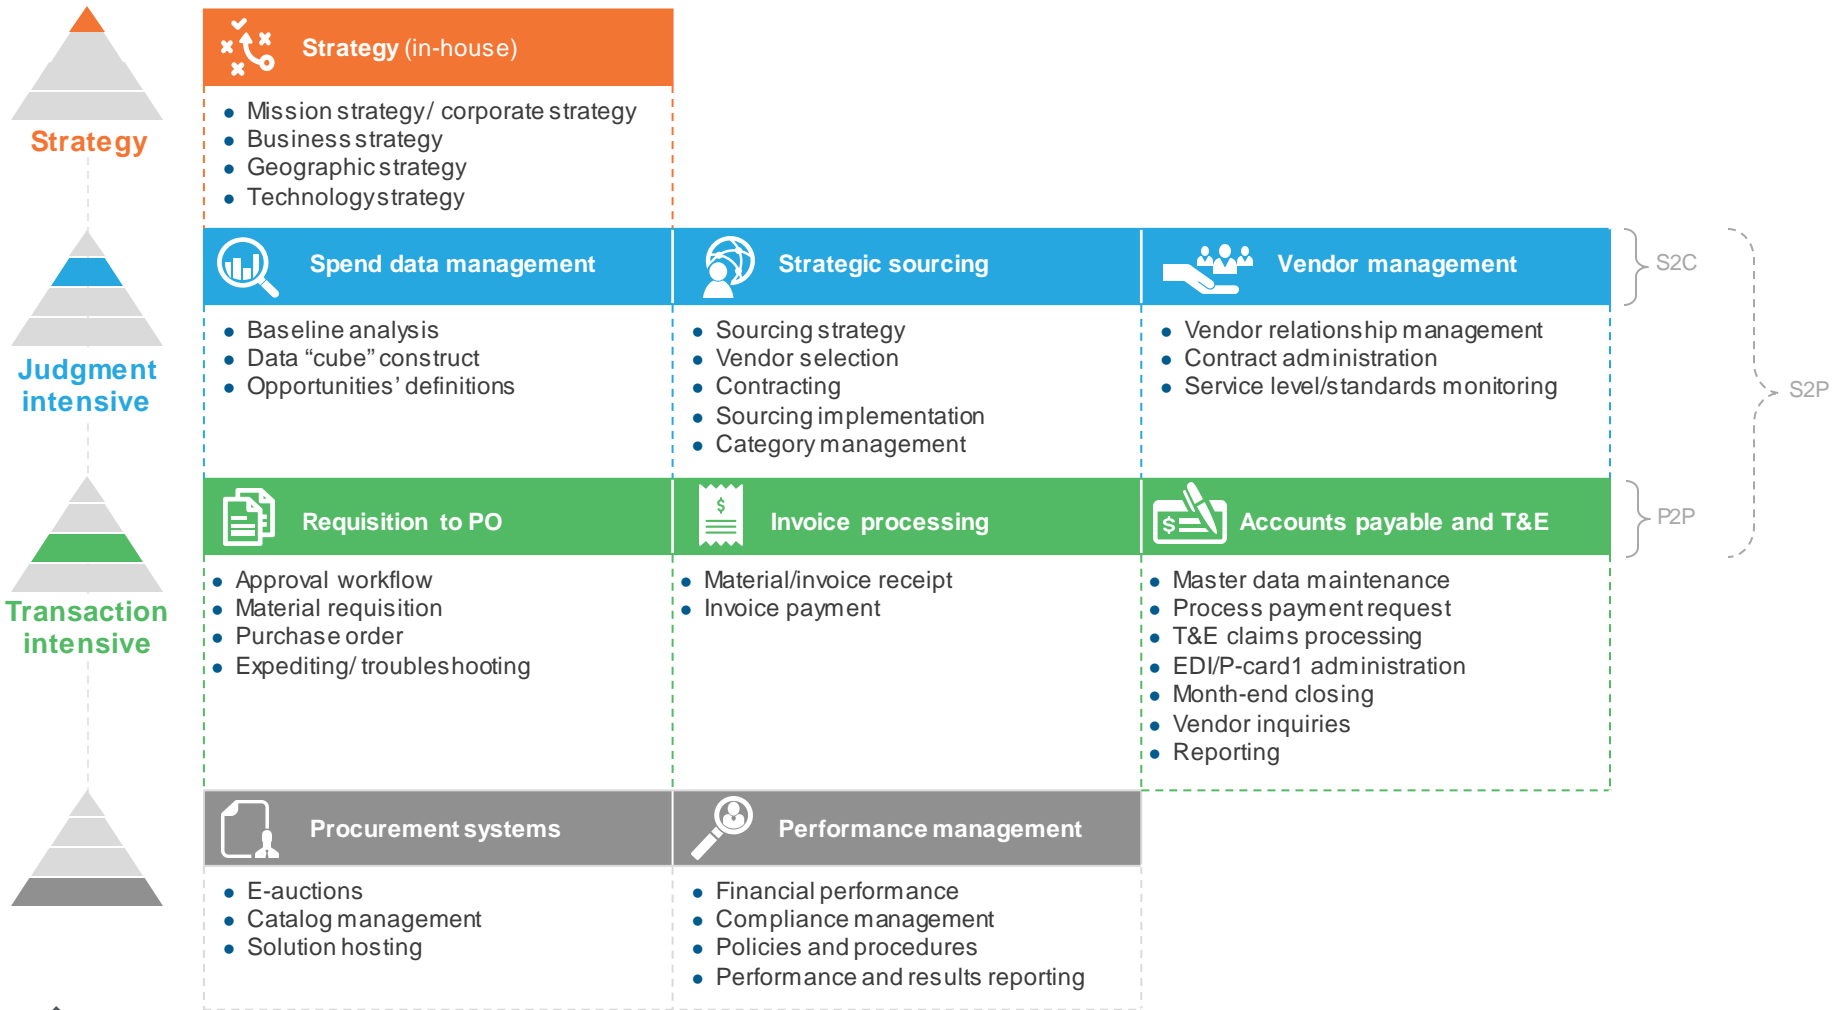 Strategy (in-house)
• Mission strategy/ corporate strategy
• Business strategy
• Geographic strategy
• Technology strategy
Strategy
Spend data management
• Baseline analysis
• Data “cube” construct
• Opportunities’ definitions
Strategic sourcing
• Sourcing strategy
• Vendor selection
• Contracting
• Sourcing implementation
• Category management
Vendor management
• Vendor relationship management
• Contract administration
• Service level/standards monitoring
S2C
S2P
Judgment
intensive
Requisition to PO
• Approval workflow
• Material requisition
• Purchase order
• Expediting/ troubleshooting
$
Invoice processing
• Material/invoice receipt
• Invoice payment
$
Accounts payable and T&E
• Master data maintenance
• Process payment request
• T&E claims processing
• EDI/P-card1 administration
• Month-end closing
• Vendor inquiries
• Reporting
P2P
Transaction
intensive
Procurement systems
• E-auctions
• Catalog management
• Solution hosting
Performance management
• Financial performance
• Compliance management
• Policies and procedures
• Performance and results reporting